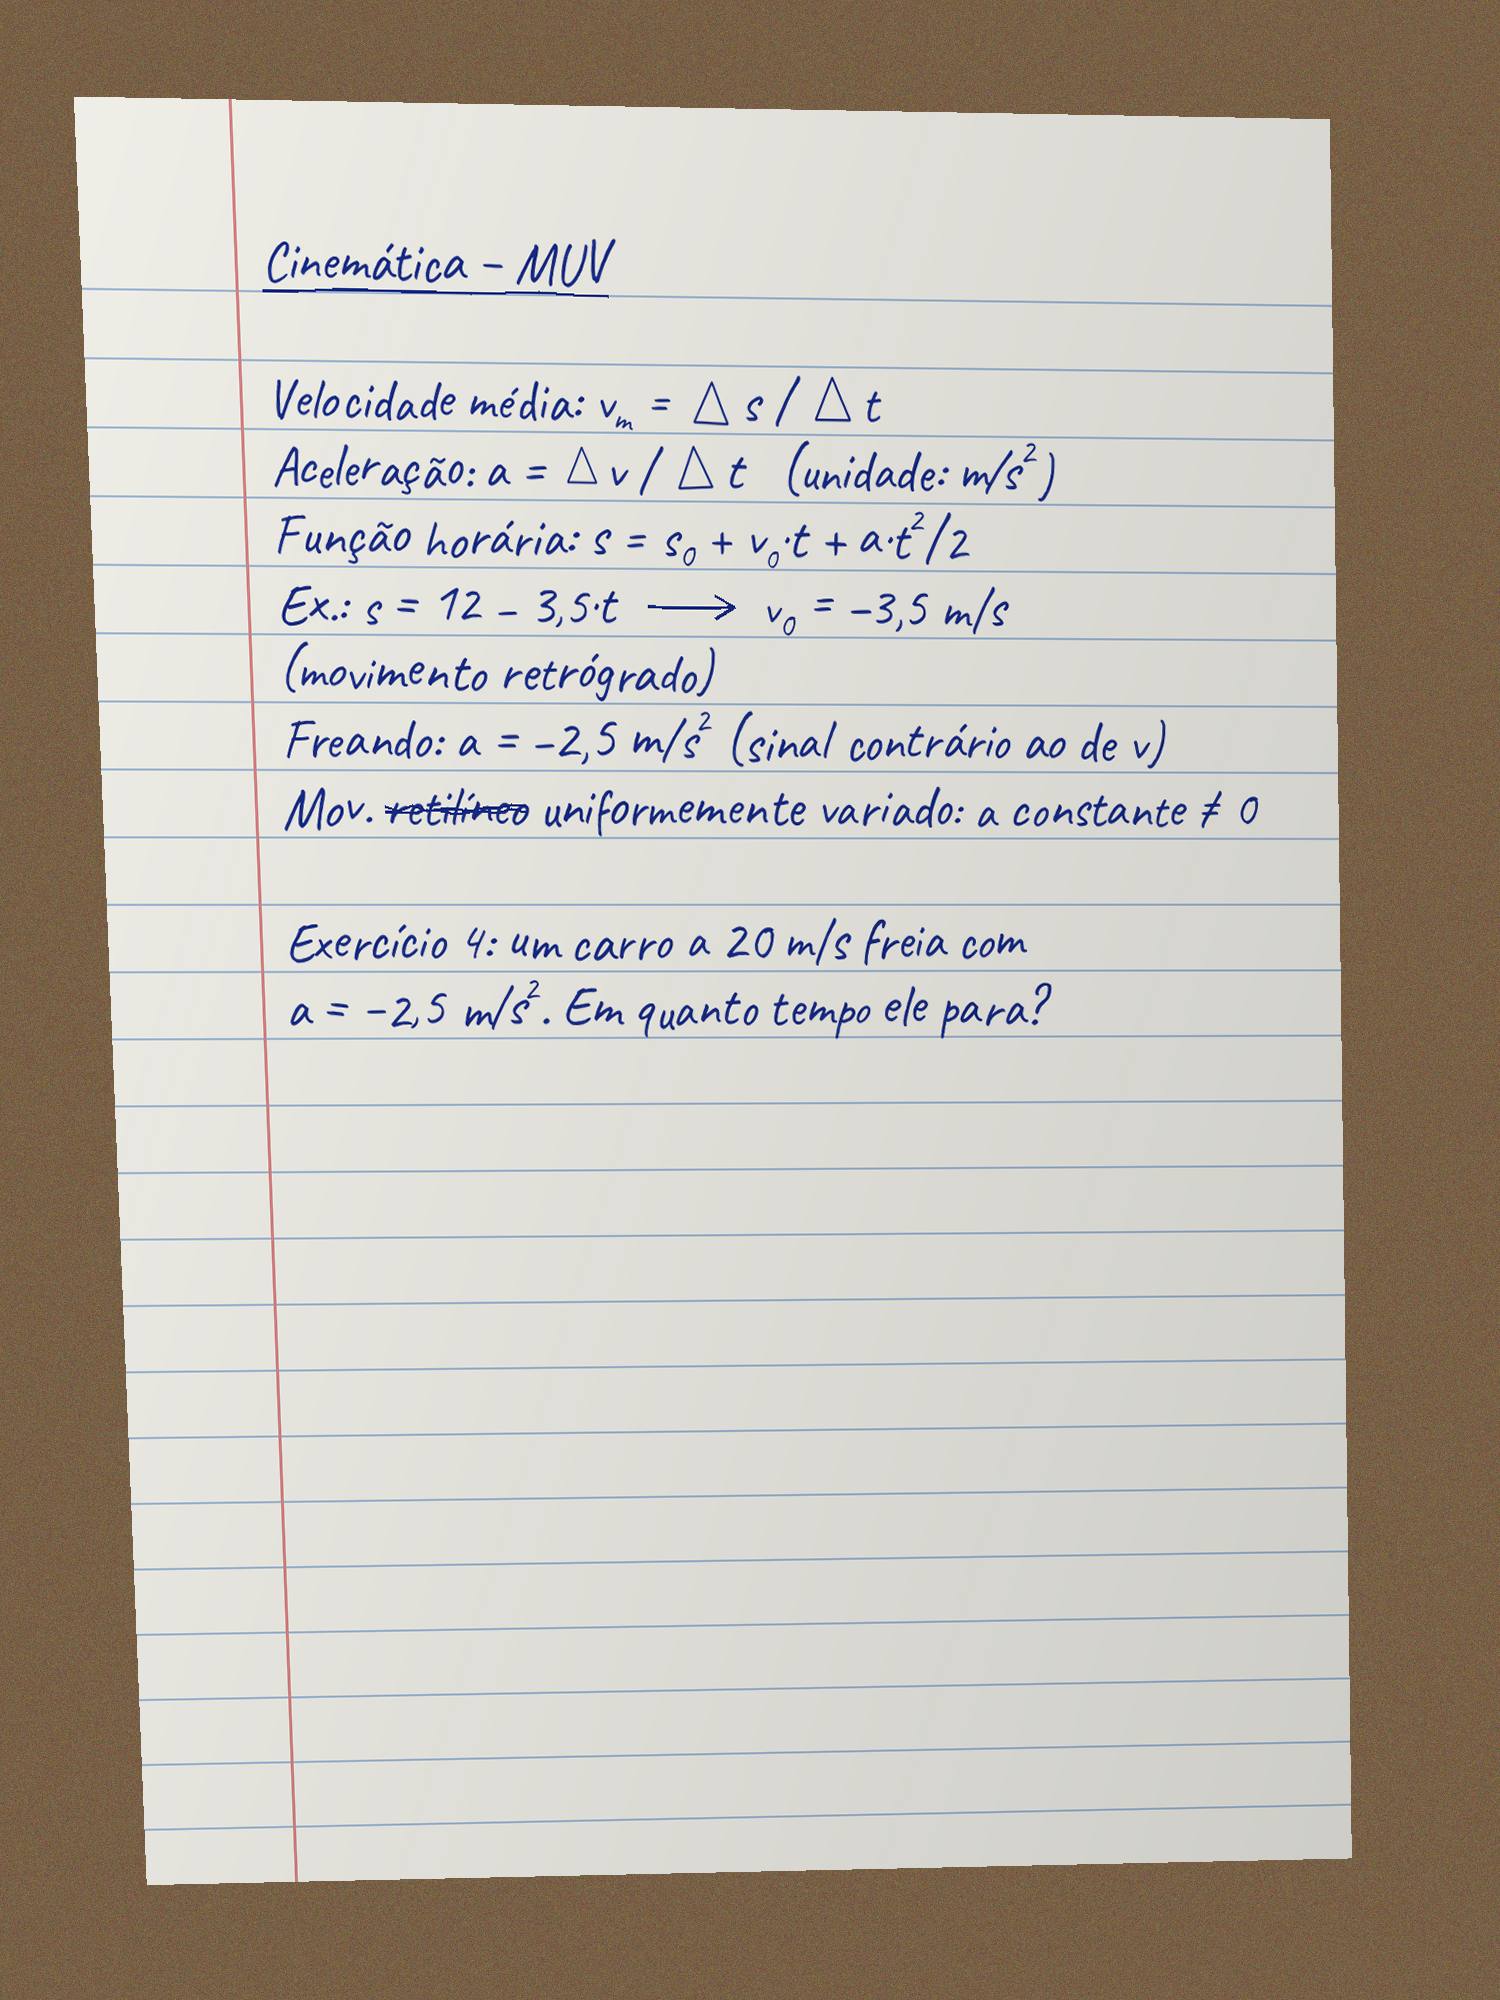 Cinemática – MUV
Velocidade média: vₘ = Δs / Δt
Aceleração: a = Δv / Δt (unidade: m/s²)
Função horária: s = s₀ + v₀·t + a·t²/2
Ex.: s = 12 – 3,5·t ⟶ v₀ = –3,5 m/s
(movimento retrógrado)
Freando: a = –2,5 m/s² (sinal contrário ao de v)
Mov. ~~retilíneo~~ uniformemente variado: a constante ≠ 0
Exercício 4: um carro a 20 m/s freia com
a = –2,5 m/s². Em quanto tempo ele para?